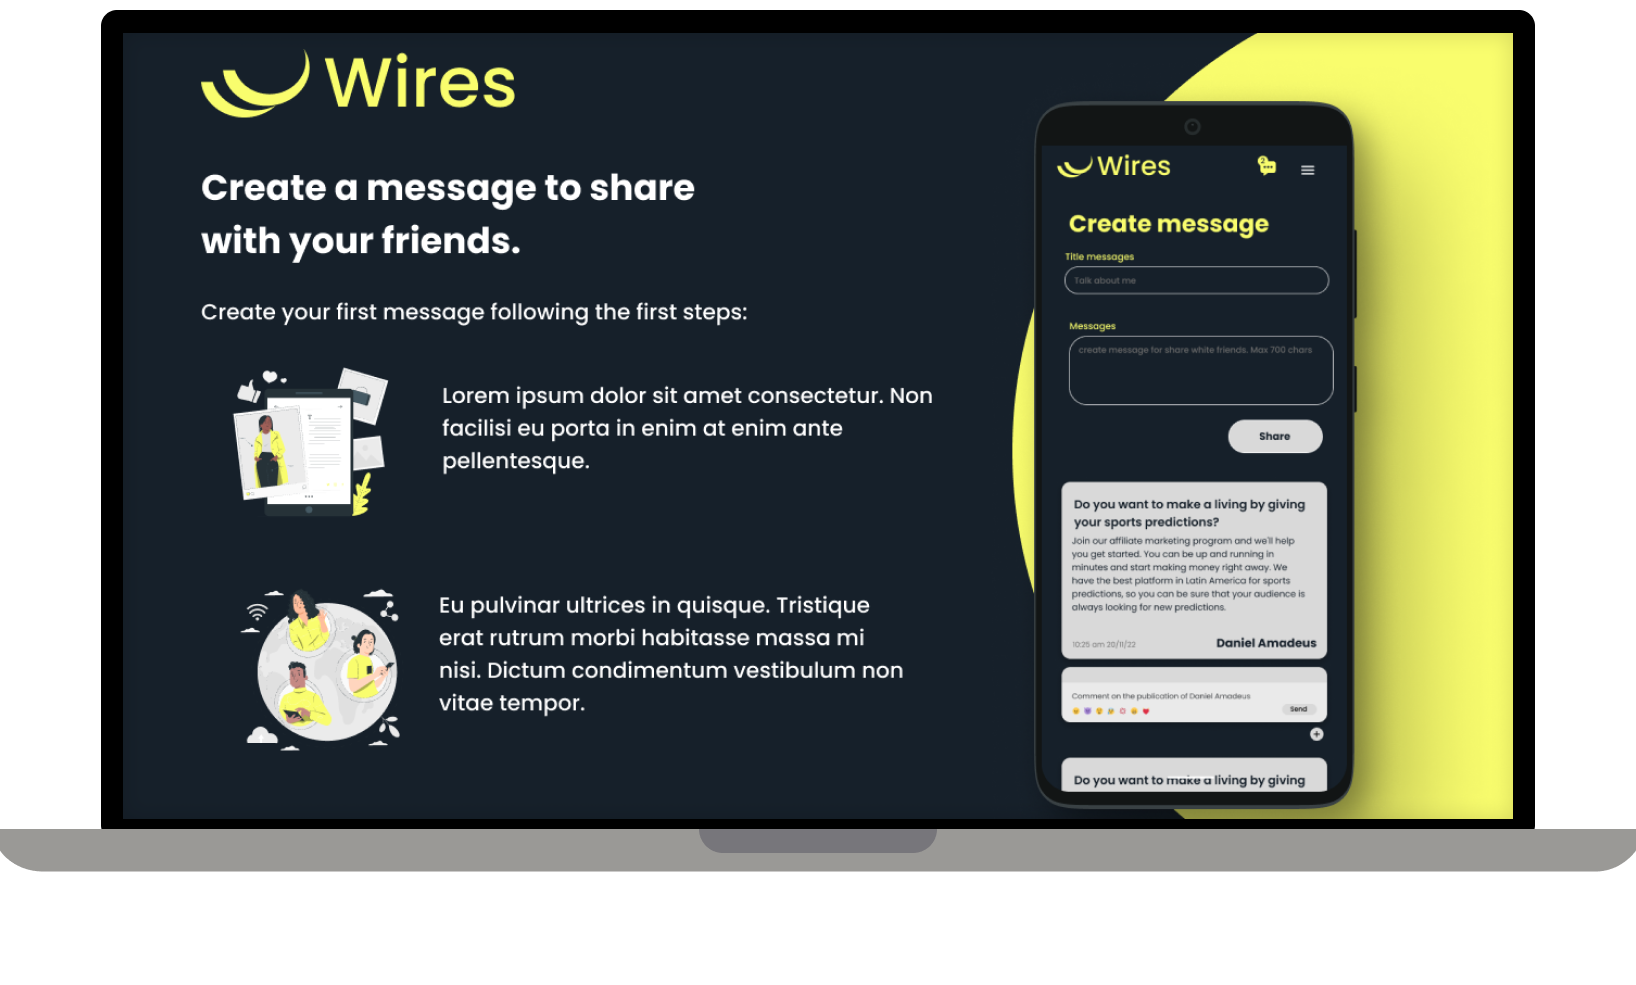 Wires
Create a message to share
with your friends.
Create your first message following the first steps:
Lorem ipsum dolor sit amet consectetur. Non
facilisi eu porta in enim at enim ante
pellentesque.
Eu pulvinar ultrices in quisque. Tristique
erat rutrum morbi habitasse massa mi
nisi. Dictum condimentum vestibulum non
vitae tempor.
Wires
2
Create message
Title messages
Talk about me
Messages
create message for share white friends. Max 700 chars
Share
Do you want to make a living by giving
your sports predictions?
Join our affiliate marketing program and we'll help
you get started. You can be up and running in
minutes and start making money right away. We
have the best platform in Latin America for sports
predictions, so you can be sure that your audience is
always looking for new predictions.
10:25 am 20/11/22
Daniel Amadeus
Comment on the publication of Daniel Amadeus
Send
Do you want to make a living by giving